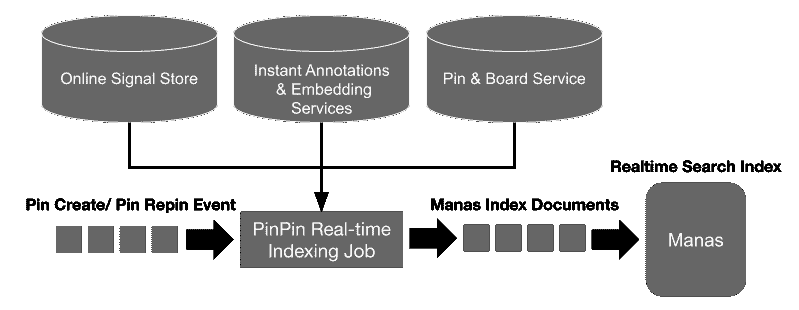 Online Signal Store
Instant Annotations
& Embedding
Services
Pin & Board Service
Realtime Search Index
Pin Create/ Pin Repin Event
PinPin Real-time
Indexing Job
Manas Index Documents
Manas